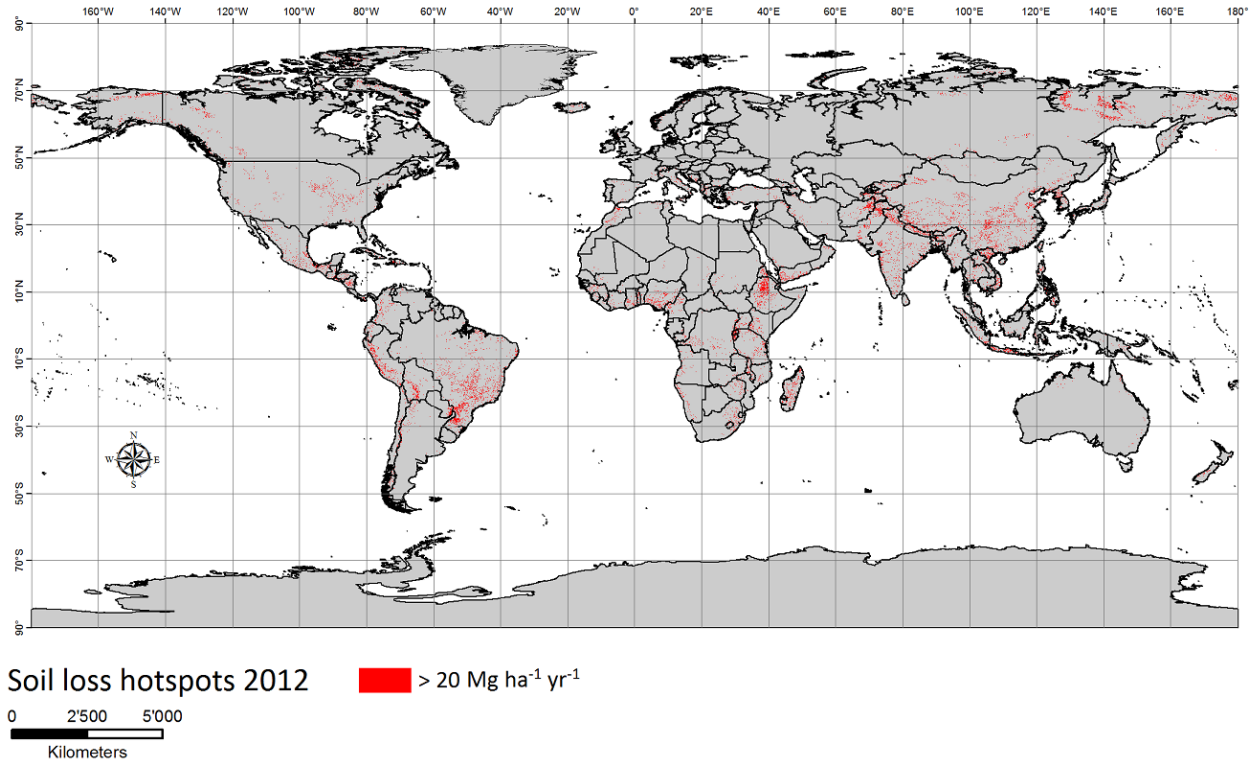 160°W 140°W 120°W 100°W 80°W 60°W 40°W 20°W 0° 20°E 40°E 60°E 80°E 100°E 120°E 140°E 160°E 180°
90°
70°N
50°N
30°N
10°N
10°S
30°S
N
W E
S
50°S
70°S
90°
Soil loss hotspots 2012
> 20 Mg ha⁻¹ yr⁻¹
0 2'500 5'000
Kilometers